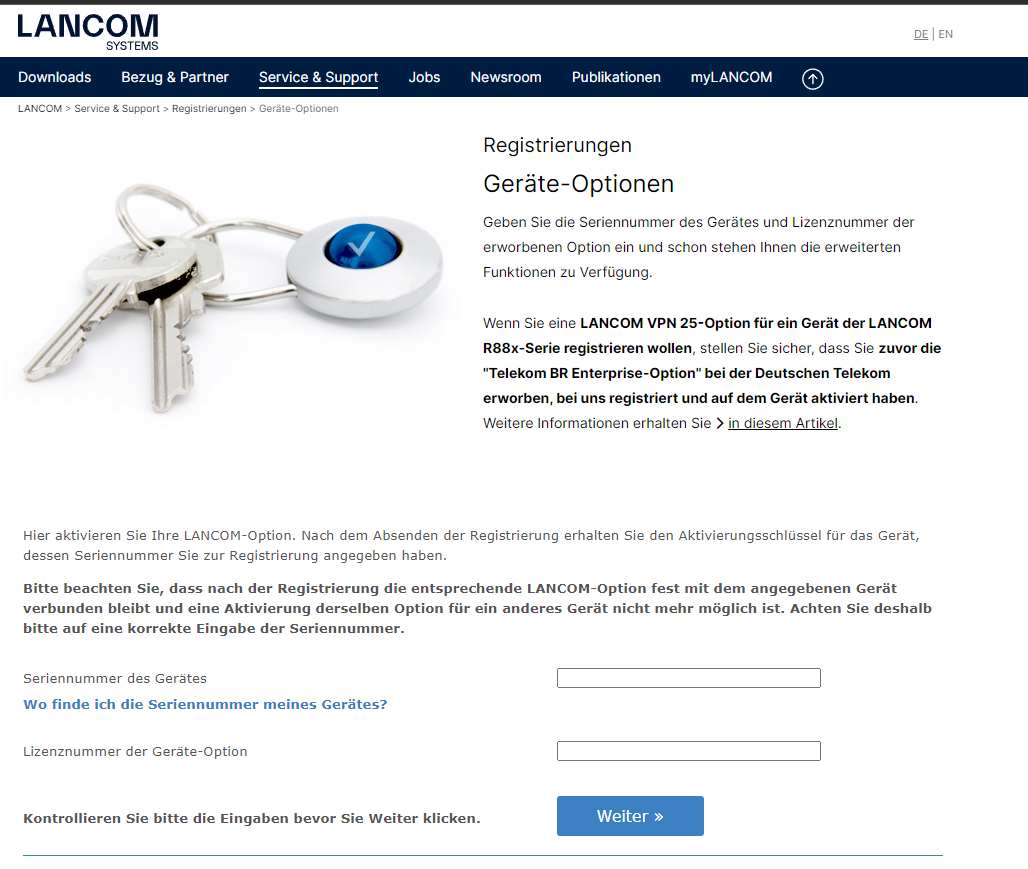 LANCOM
SYSTEMS
DE | EN
Downloads Bezug & Partner Service & Support Jobs Newsroom Publikationen myLANCOM
LANCOM > Service & Support > Registrierungen > Geräte-Optionen
Registrierungen
Geräte-Optionen
Geben Sie die Seriennummer des Gerätes und Lizenznummer der
erworbenen Option ein und schon stehen Ihnen die erweiterten
Funktionen zu Verfügung.
Wenn Sie eine LANCOM VPN 25-Option für ein Gerät der LANCOM
R88x-Serie registrieren wollen, stellen Sie sicher, dass Sie zuvor die
"Telekom BR Enterprise-Option" bei der Deutschen Telekom
erworben, bei uns registriert und auf dem Gerät aktiviert haben.
Weitere Informationen erhalten Sie > in diesem Artikel.
Hier aktivieren Sie Ihre LANCOM-Option. Nach dem Absenden der Registrierung erhalten Sie den Aktivierungsschlüssel für das Gerät,
dessen Seriennummer Sie zur Registrierung angegeben haben.
Bitte beachten Sie, dass nach der Registrierung die entsprechende LANCOM-Option fest mit dem angegebenen Gerät
verbunden bleibt und eine Aktivierung derselben Option für ein anderes Gerät nicht mehr möglich ist. Achten Sie deshalb
bitte auf eine korrekte Eingabe der Seriennummer.
Seriennummer des Gerätes
Wo finde ich die Seriennummer meines Gerätes?
Lizenznummer der Geräte-Option
Kontrollieren Sie bitte die Eingaben bevor Sie Weiter klicken.
Weiter »